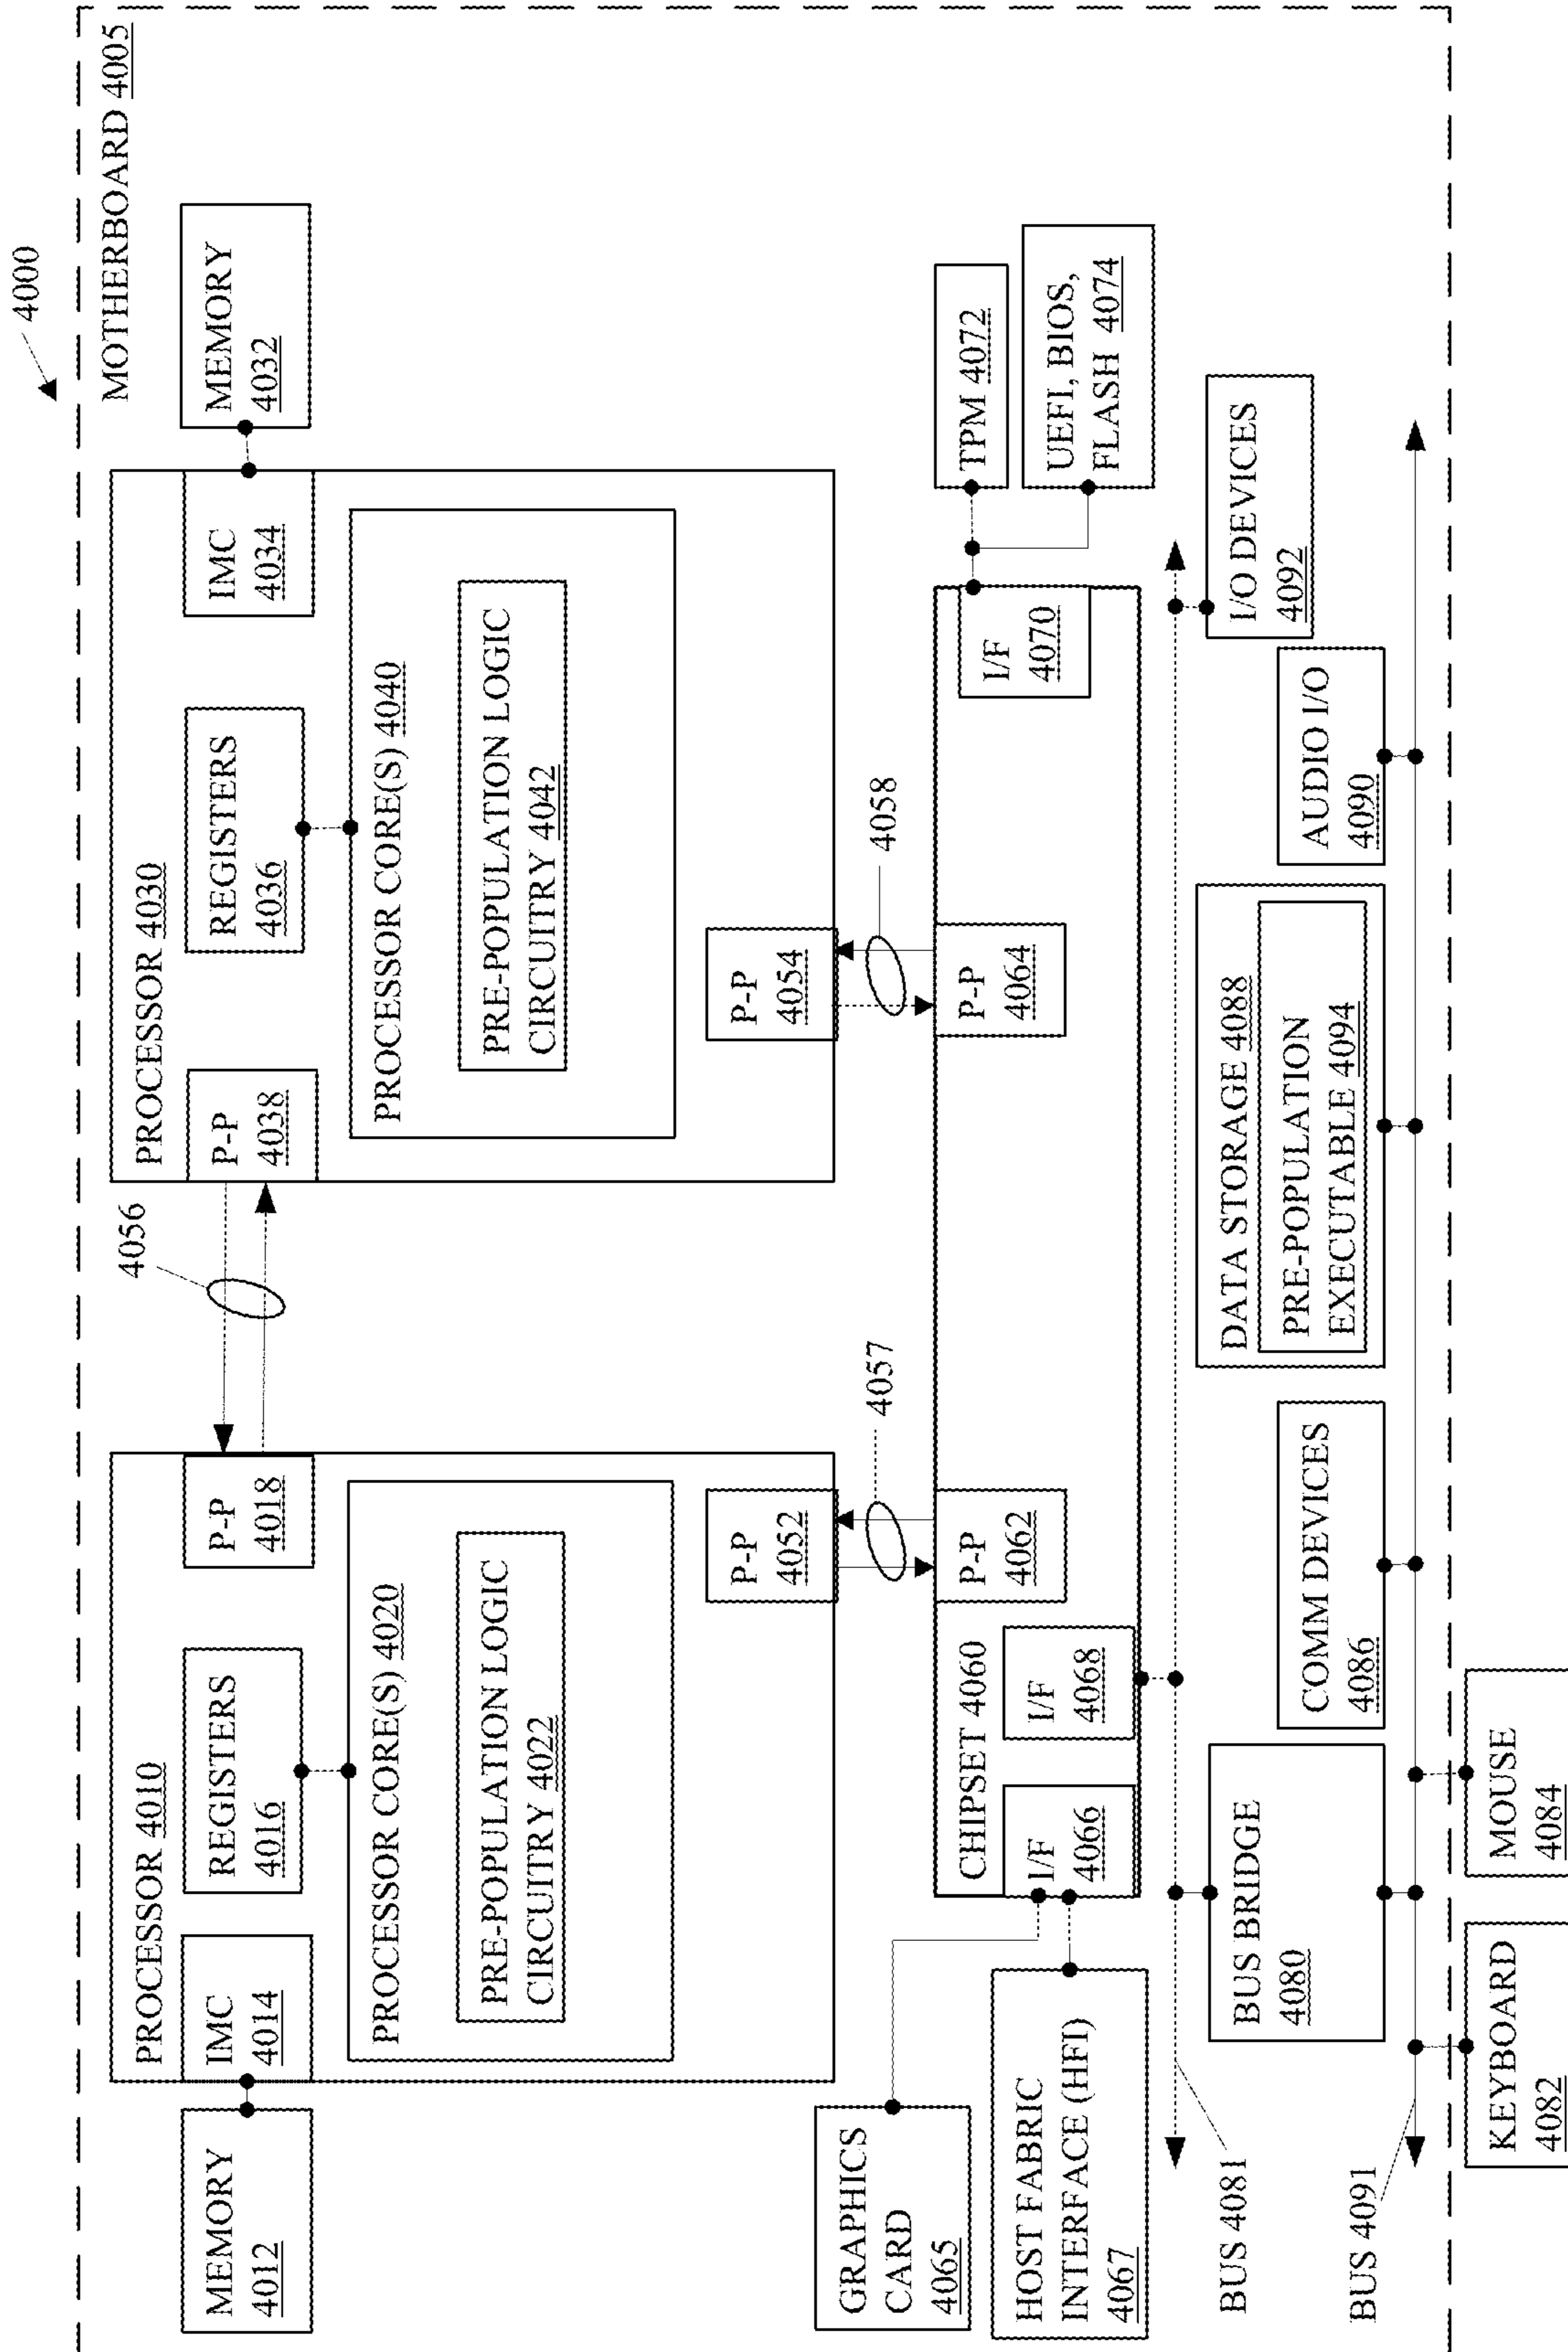 4000
MOTHERBOARD 4005
MEMORY
4012
PROCESSOR 4010
IMC
4014
REGISTERS
4016
P-P
4018
PROCESSOR CORE(S) 4020
PRE-POPULATION LOGIC
CIRCUITRY 4022
P-P
4052
4056
PROCESSOR 4030
P-P
4038
REGISTERS
4036
IMC
4034
MEMORY
4032
PROCESSOR CORE(S) 4040
PRE-POPULATION LOGIC
CIRCUITRY 4042
P-P
4054
4057
4058
GRAPHICS
CARD
4065
HOST FABRIC
INTERFACE (HFI)
4067
CHIPSET 4060
I/F
4066
I/F
4068
P-P
4062
P-P
4064
I/F
4070
TPM 4072
UEFI, BIOS,
FLASH 4074
BUS 4081
BUS BRIDGE
4080
I/O DEVICES
4092
COMM DEVICES
4086
DATA STORAGE 4088
PRE-POPULATION
EXECUTABLE 4094
AUDIO I/O
4090
BUS 4091
KEYBOARD
4082
MOUSE
4084